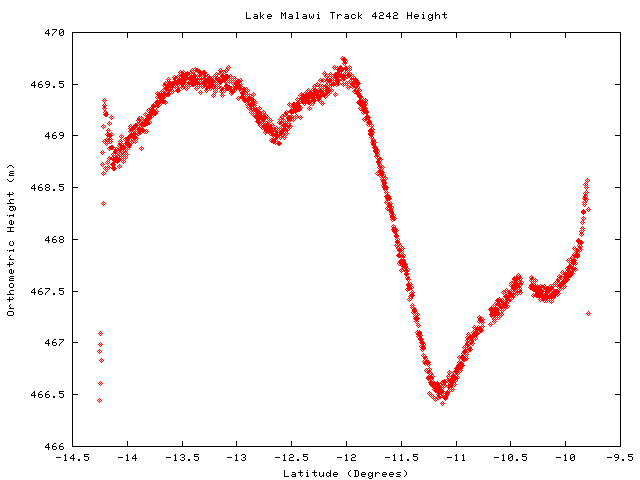 Lake Malawi Track 4242 Height
470
469.5
469
468.5
468
467.5
467
466.5
466
Orthometric Height (m)
-14.5 -14 -13.5 -13 -12.5 -12 -11.5 -11 -10.5 -10 -9.5
Latitude (Degrees)